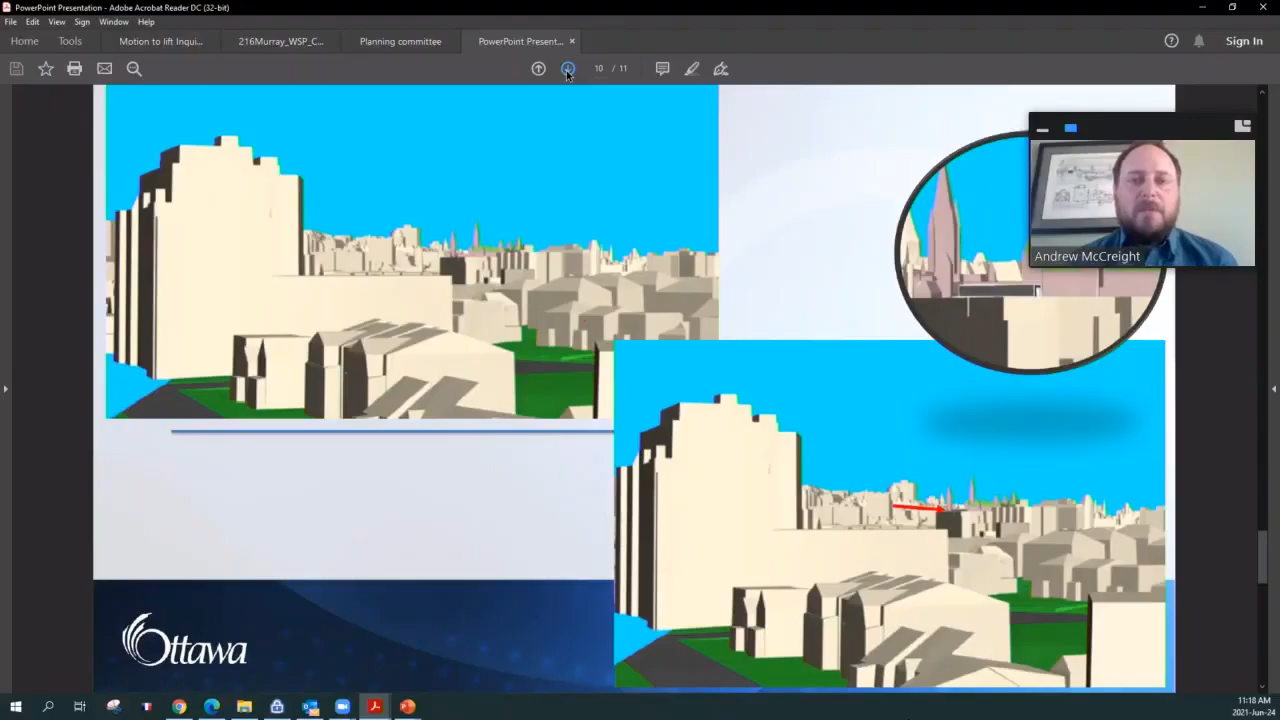 PowerPoint Presentation - Adobe Acrobat Reader DC (32-bit)
File Edit View Sign Window Help
Home Tools Motion to lift Inqui... 216Murray_WSP_C... Planning committee PowerPoint Present... × Sign In
10 / 11
Andrew McCreight
Ottawa
11:18 AM
2021-Jun-24